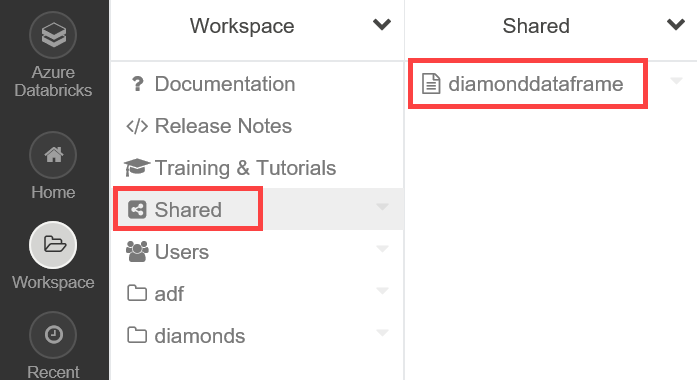 Azure
Databricks
Home
Workspace
Recent
Workspace
? Documentation
</> Release Notes
Training & Tutorials
Shared
Users
adf
diamonds
Shared
diamonddataframe